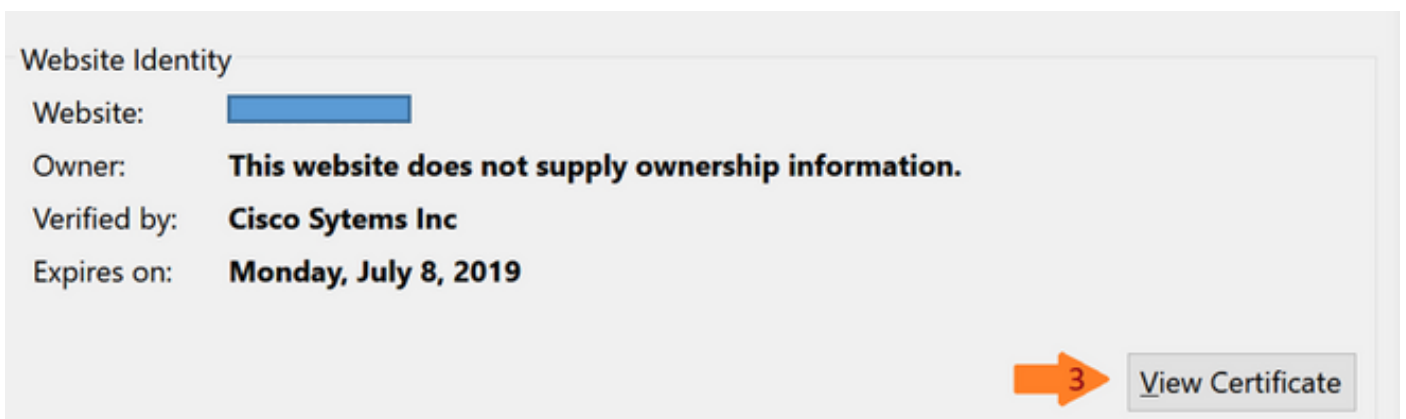 Website Identity
Website:
Owner: This website does not supply ownership information.
Verified by: Cisco Sytems Inc
Expires on: Monday, July 8, 2019
3 View Certificate